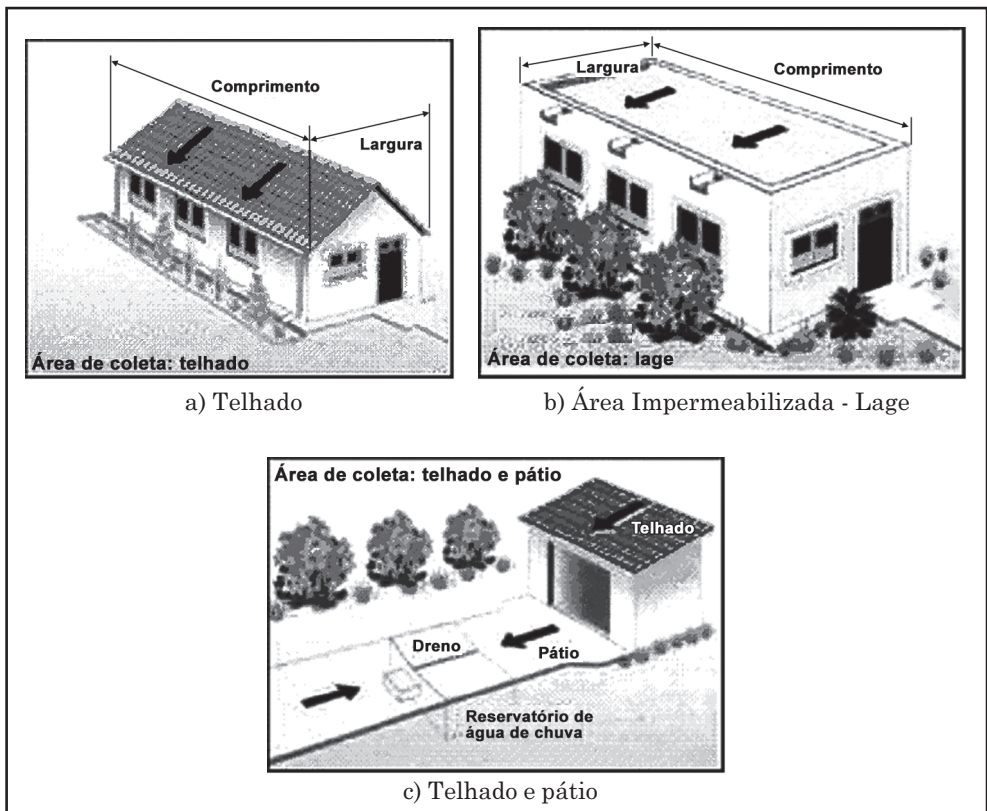 Comprimento
Largura
Área de coleta: telhado
a) Telhado
Largura
Comprimento
Área de coleta: lage
b) Área Impermeabilizada - Lage
Área de coleta: telhado e pátio
Telhado
Dreno
Pátio
Reservatório de
água de chuva
c) Telhado e pátio